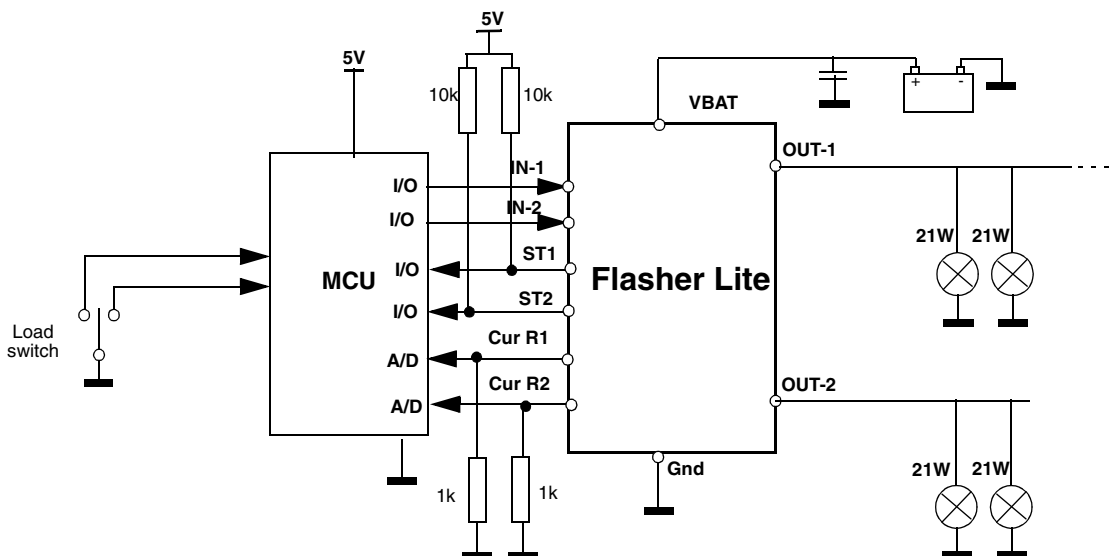 5V
5V
10k
10k
VBAT
+
-
OUT-1
I/O
IN-1
I/O
IN-2
21W
21W
I/O
ST1
MCU
Flasher Lite
I/O
ST2
Load
switch
A/D
Cur R1
A/D
Cur R2
OUT-2
Gnd
21W
21W
1k
1k